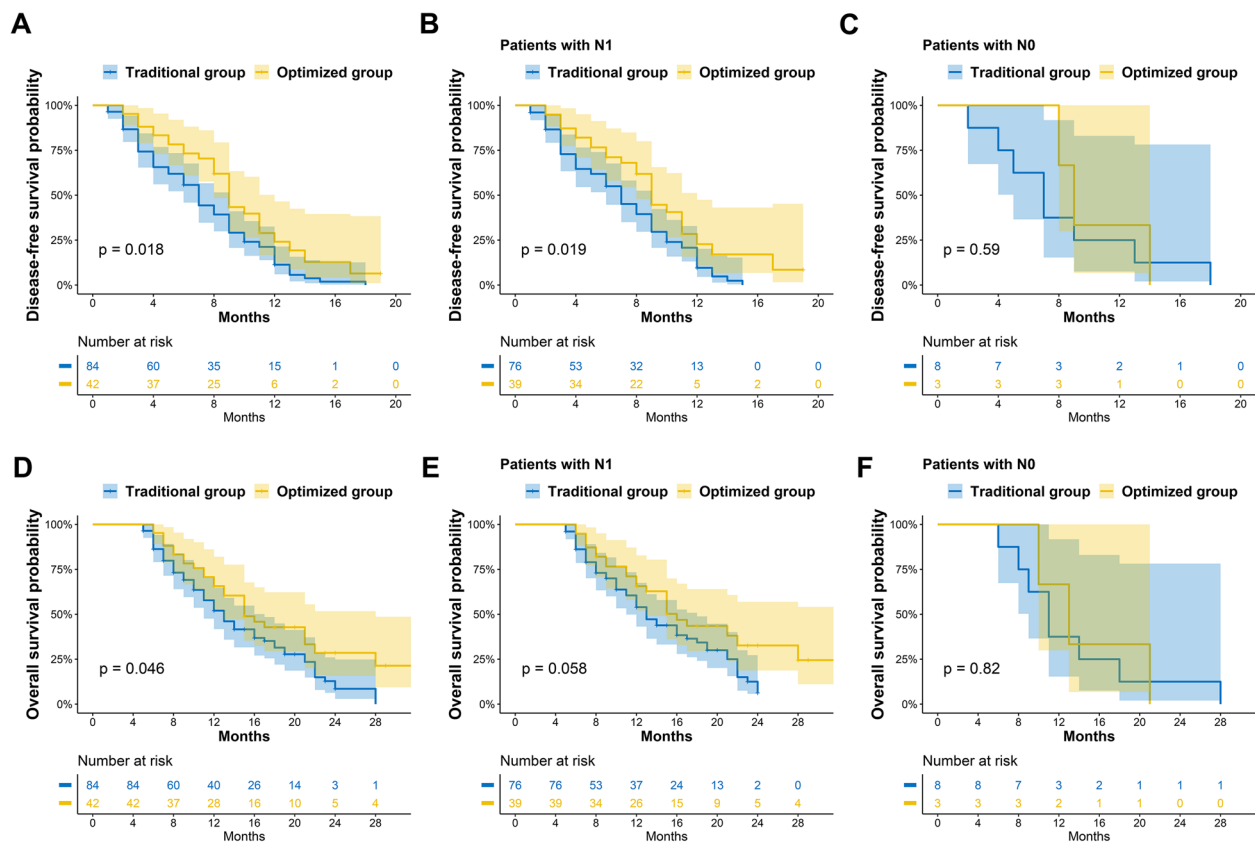 A
Traditional group Optimized group
Disease-free survival probability
100%
75%
50%
25%
0%
p = 0.018
0 4 8 12 16 20
Months
Number at risk
84 60 35 15 1 0
42 37 25 6 2 0
0 4 8 12 16 20
Months
B
Patients with N1
Traditional group Optimized group
Disease-free survival probability
100%
75%
50%
25%
0%
p = 0.019
0 4 8 12 16 20
Months
Number at risk
76 53 32 13 0 0
39 34 22 5 2 0
0 4 8 12 16 20
Months
C
Patients with N0
Traditional group Optimized group
Disease-free survival probability
100%
75%
50%
25%
0%
p = 0.59
0 4 8 12 16 20
Months
Number at risk
8 7 3 2 1 0
3 3 3 1 0 0
0 4 8 12 16 20
Months
D
Traditional group Optimized group
Overall survival probability
100%
75%
50%
25%
0%
p = 0.046
0 4 8 12 16 20 24 28
Months
Number at risk
84 84 60 40 26 14 3 1
42 42 37 28 16 10 5 4
0 4 8 12 16 20 24 28
Months
E
Patients with N1
Traditional group Optimized group
Overall survival probability
100%
75%
50%
25%
0%
p = 0.058
0 4 8 12 16 20 24 28
Months
Number at risk
76 76 53 37 24 13 2 0
39 39 34 26 15 9 5 4
0 4 8 12 16 20 24 28
Months
F
Patients with N0
Traditional group Optimized group
Overall survival probability
100%
75%
50%
25%
0%
p = 0.82
0 4 8 12 16 20 24 28
Months
Number at risk
8 8 7 3 2 1 1 1
3 3 3 2 1 1 0 0
0 4 8 12 16 20 24 28
Months